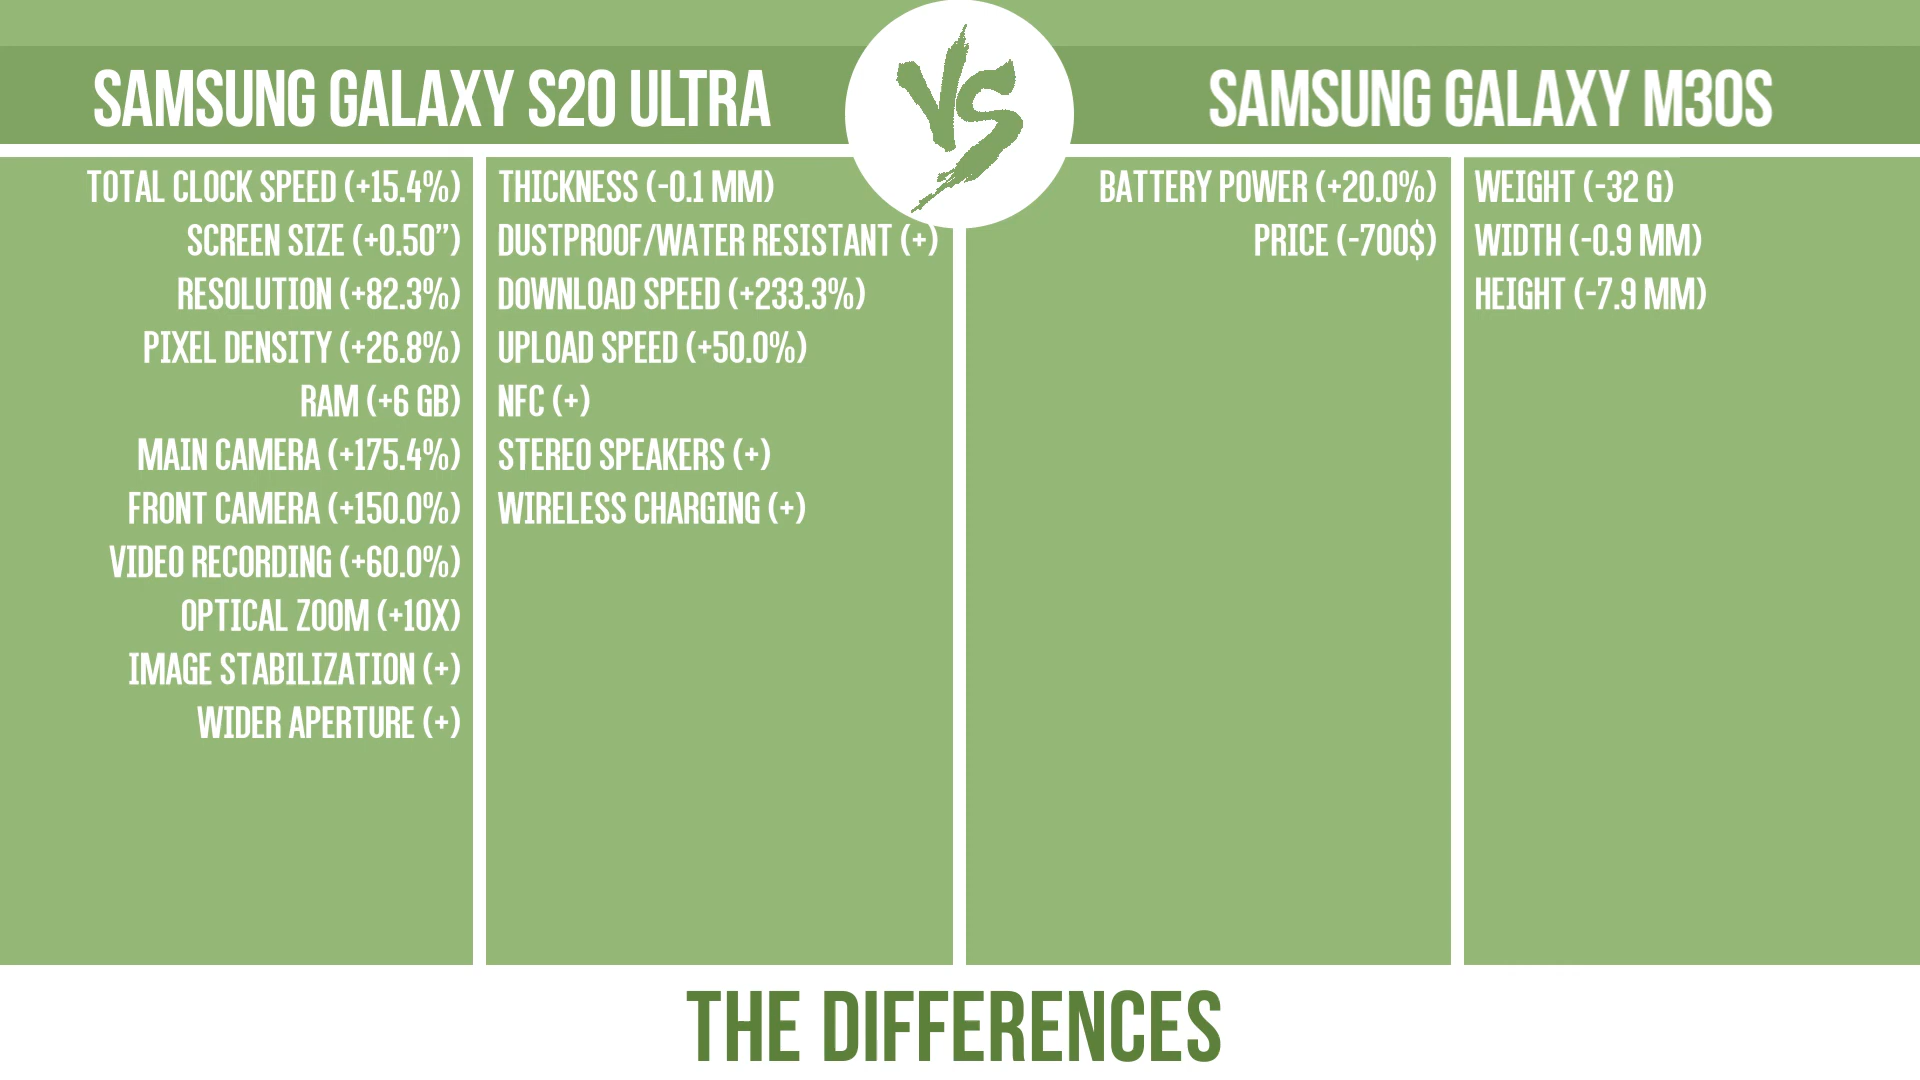 SAMSUNG GALAXY S20 ULTRA
VS
SAMSUNG GALAXY M30S
TOTAL CLOCK SPEED (+15.4%)
SCREEN SIZE (+0.50”)
RESOLUTION (+82.3%)
PIXEL DENSITY (+26.8%)
RAM (+6 GB)
MAIN CAMERA (+175.4%)
FRONT CAMERA (+150.0%)
VIDEO RECORDING (+60.0%)
OPTICAL ZOOM (+10X)
IMAGE STABILIZATION (+)
WIDER APERTURE (+)
THICKNESS (-0.1 MM)
DUSTPROOF/WATER RESISTANT (+)
DOWNLOAD SPEED (+233.3%)
UPLOAD SPEED (+50.0%)
NFC (+)
STEREO SPEAKERS (+)
WIRELESS CHARGING (+)
BATTERY POWER (+20.0%)
PRICE (-700$)
WEIGHT (-32 G)
WIDTH (-0.9 MM)
HEIGHT (-7.9 MM)
THE DIFFERENCES